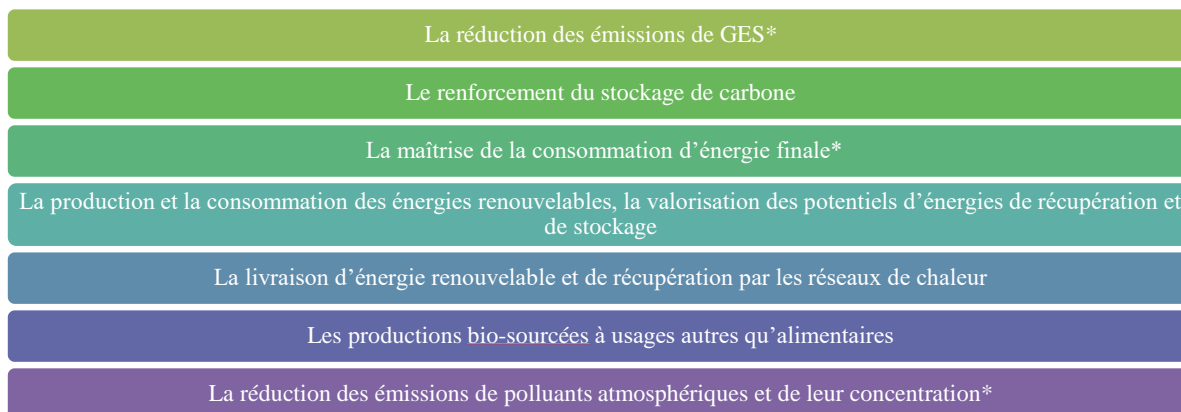 La réduction des émissions de GES*
Le renforcement du stockage de carbone
La maîtrise de la consommation d’énergie finale*
La production et la consommation des énergies renouvelables, la valorisation des potentiels d’énergies de récupération et
de stockage
La livraison d’énergie renouvelable et de récupération par les réseaux de chaleur
Les productions bio-sourcées à usages autres qu’alimentaires
La réduction des émissions de polluants atmosphériques et de leur concentration*